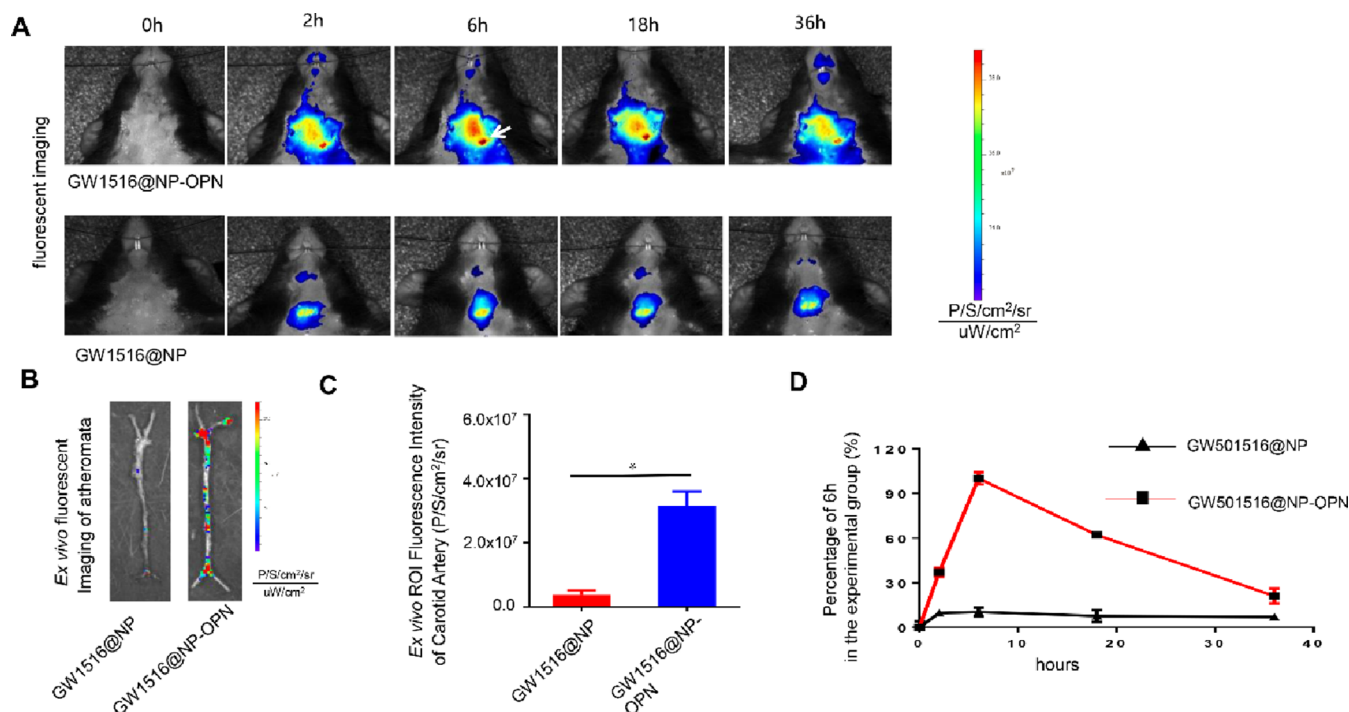 A
0h 2h 6h 18h 36h
fluorescent imaging
GW1516@NP-OPN
GW1516@NP
P/S/cm²/sr
uW/cm²
B
Ex vivo fluorescent
Imaging of atheromata
GW1516@NP
GW1516@NP-OPN
P/S/cm²/sr
uW/cm²
C
Ex vivo ROI Fluorescence Intensity
of Carotid Artery (P/S/cm²/sr)
6.0x10⁷
4.0x10⁷
2.0x10⁷
0.0
*
GW1516@NP
GW1516@NP-
OPN
D
Percentage of 6h
in the experimental group (%)
120
90
60
30
0
0 10 20 30 40
hours
GW501516@NP
GW501516@NP-OPN